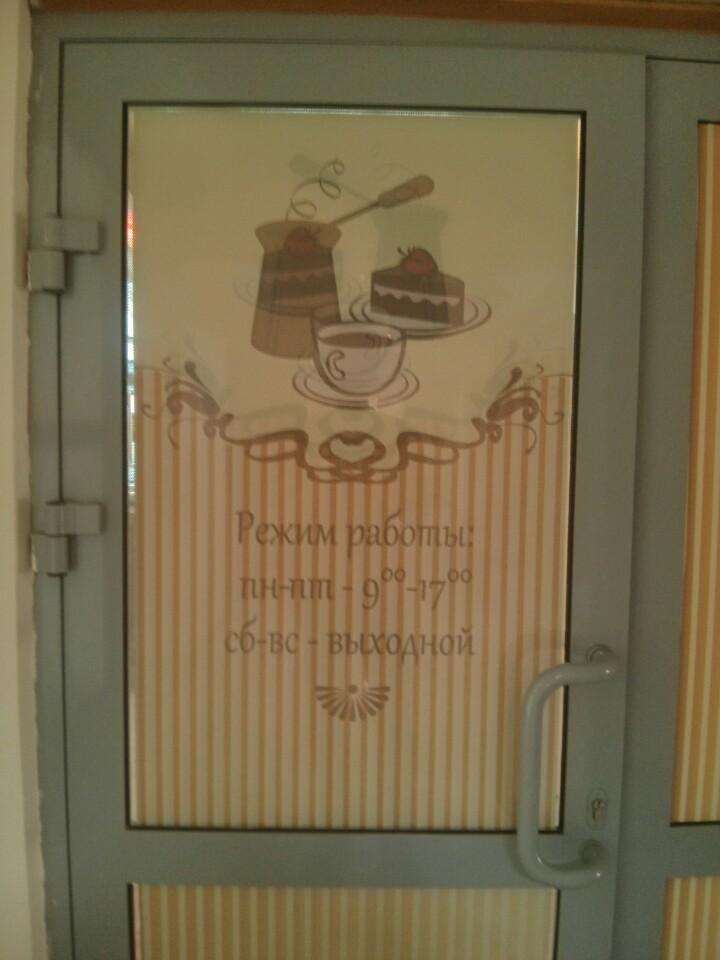 Режим работы:
пн-пт - 9⁰⁰-17⁰⁰
сб-вс - выходной